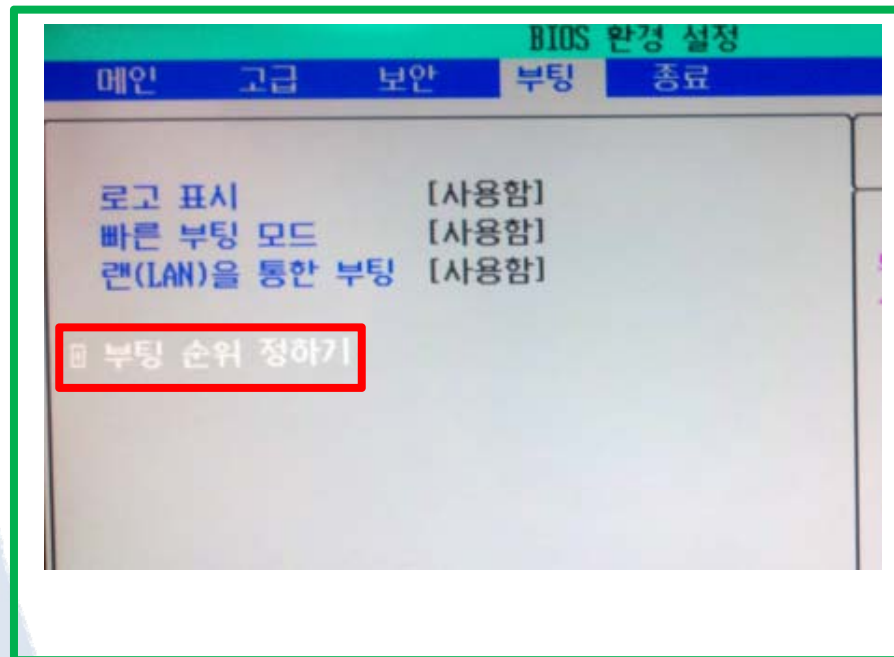 BIOS 환경 설정
메인 고급 보안 부팅 종료
로고 표시 [사용함]
빠른 부팅 모드 [사용함]
랜(LAN)을 통한 부팅 [사용함]
부팅 순위 정하기